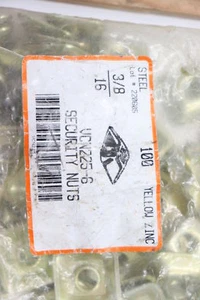 STEEL
3/8
16
100 YELLOW ZINC
SECURITY NUTS